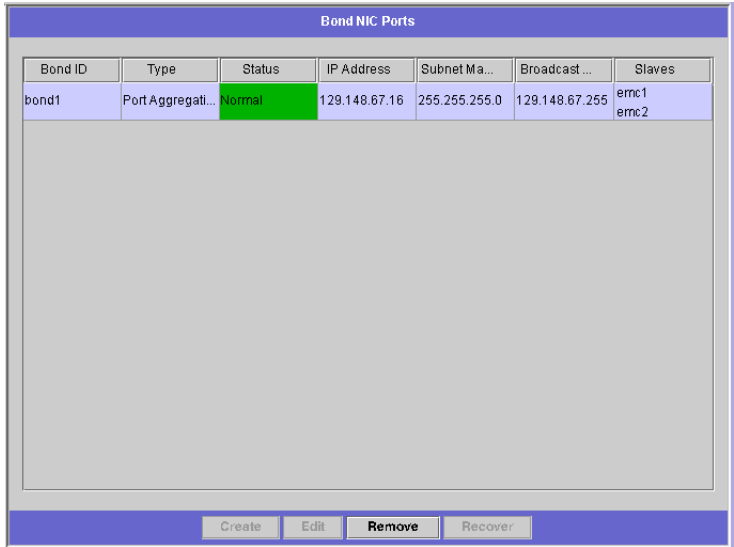 Bond NIC Ports
Bond ID Type Status IP Address Subnet Ma... Broadcast ... Slaves
bond1 Port Aggregati... Normal 129.148.67.16 255.255.255.0 129.148.67.255 emc1
emc2
Create Edit Remove Recover